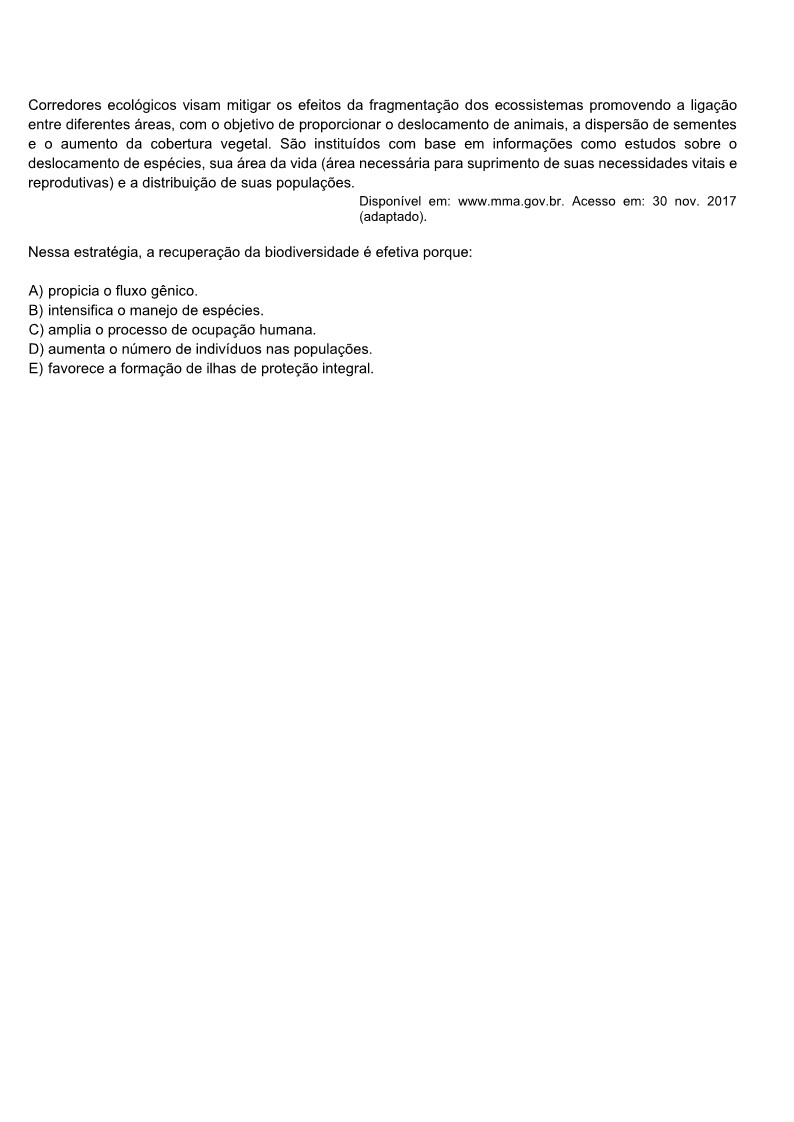 Corredores ecológicos visam mitigar os efeitos da fragmentação dos ecossistemas promovendo a ligação
entre diferentes áreas, com o objetivo de proporcionar o deslocamento de animais, a dispersão de sementes
e o aumento da cobertura vegetal. São instituídos com base em informações como estudos sobre o
deslocamento de espécies, sua área da vida (área necessária para suprimento de suas necessidades vitais e
reprodutivas) e a distribuição de suas populações.
Disponível em: www.mma.gov.br. Acesso em: 30 nov. 2017
(adaptado).
Nessa estratégia, a recuperação da biodiversidade é efetiva porque:
A) propicia o fluxo gênico.
B) intensifica o manejo de espécies.
C) amplia o processo de ocupação humana.
D) aumenta o número de indivíduos nas populações.
E) favorece a formação de ilhas de proteção integral.